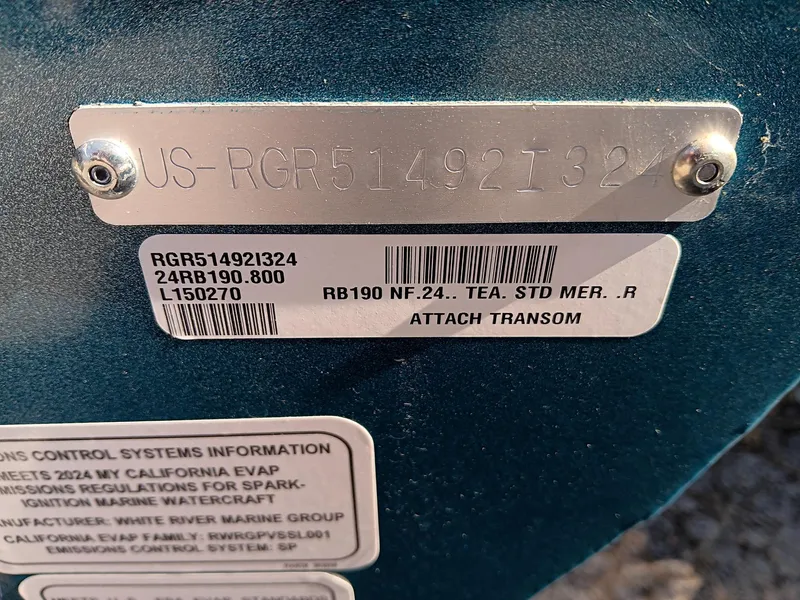 US-RGR51492I324
RGR51492I324
24RB190.800
L150270
RB190 NF.24.. TEA. STD MER. .R
ATTACH TRANSOM
ONS CONTROL SYSTEMS INFORMATION
MEETS 2024 MY CALIFORNIA EVAP
MISSIONS REGULATIONS FOR SPARK-
IGNITION MARINE WATERCRAFT
ANUFACTURER: WHITE RIVER MARINE GROUP
CALIFORNIA EVAP FAMILY: RWRGPVSSL001
EMISSIONS CONTROL SYSTEM: SP